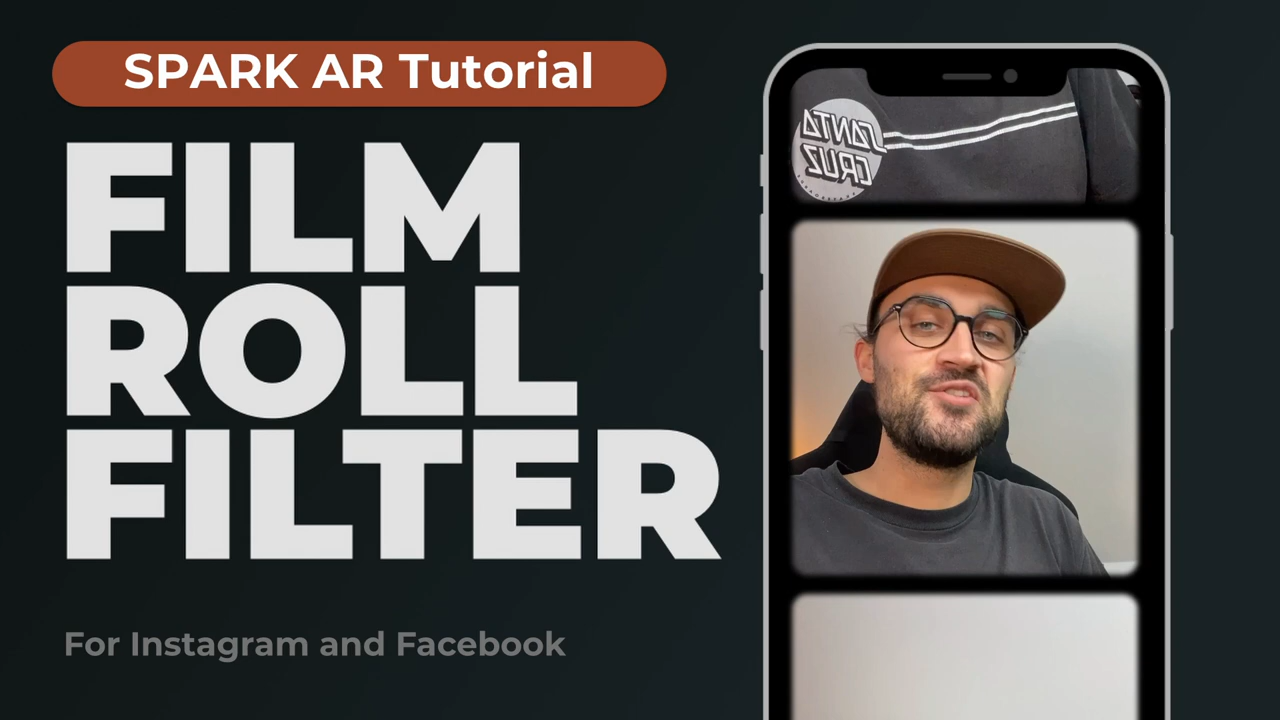 SPARK AR Tutorial
FILM
ROLL
FILTER
For Instagram and Facebook
SANTA
CRUZ